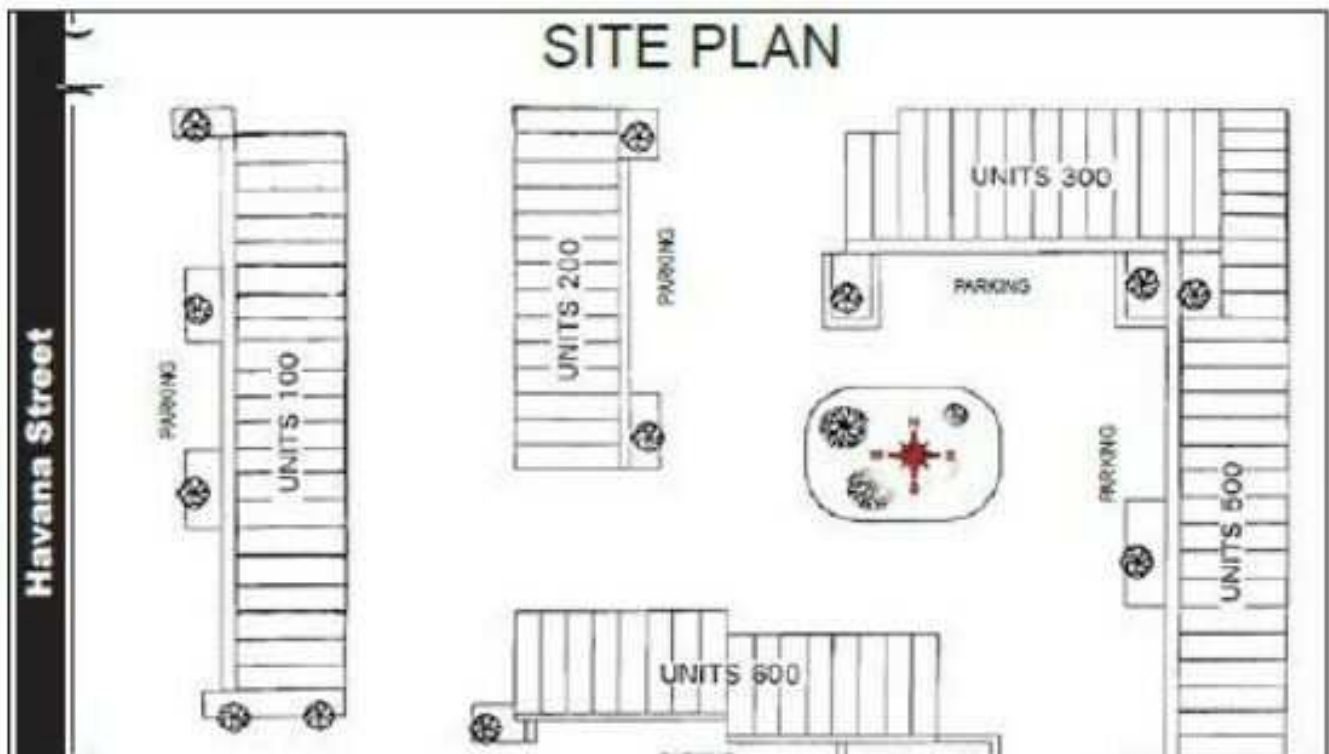 SITE PLAN
Havana Street
PARKING
UNITS 100
UNITS 200
PARKING
UNITS 300
PARKING
PARKING
UNITS 500
UNITS 600